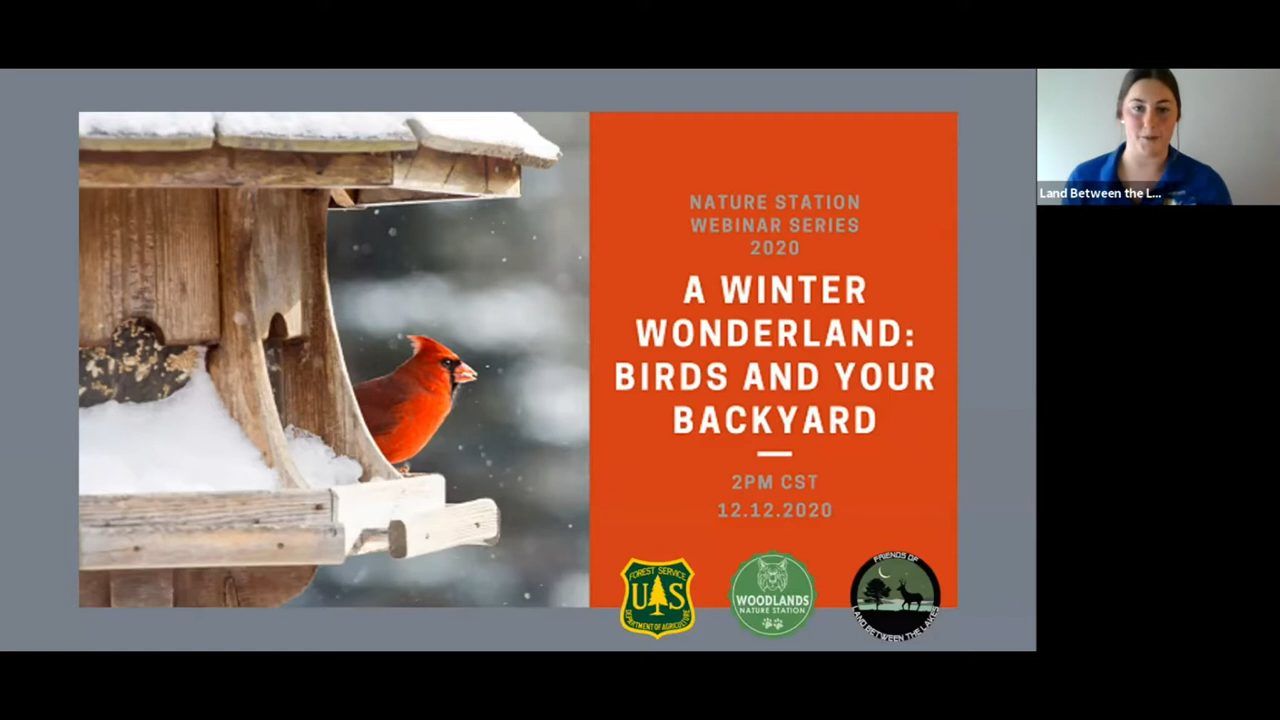 NATURE STATION
WEBINAR SERIES
2020
A WINTER
WONDERLAND:
BIRDS AND YOUR
BACKYARD
2PM CST
12.12.2020
FOREST SERVICE
US
DEPARTMENT OF AGRICULTURE
WOODLANDS
NATURE STATION
FRIENDS OF
LAND BETWEEN THE LAKES
Land Between the L...